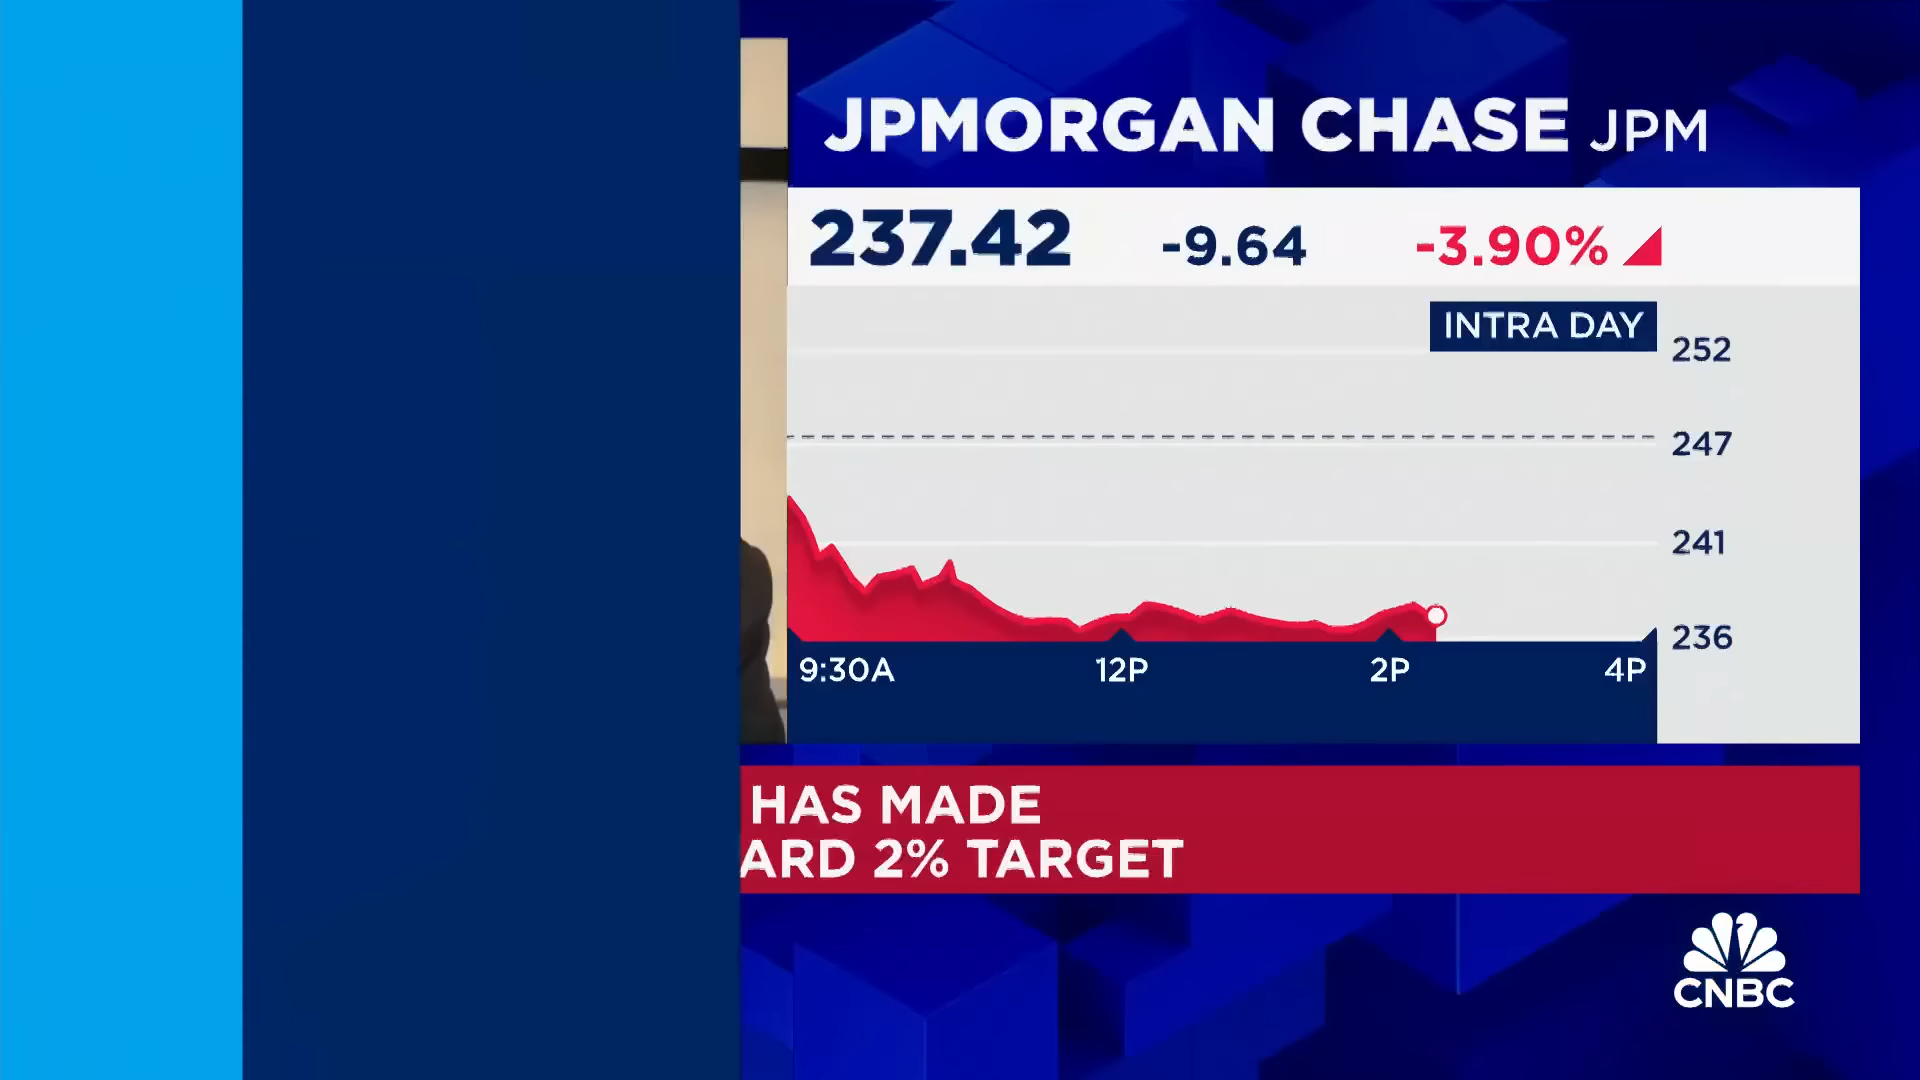 JPMORGAN CHASE JPM
237.42 -9.64 -3.90%
INTRA DAY
252
247
241
236
9:30A 12P 2P 4P
HAS MADE
ARD 2% TARGET
CNBC